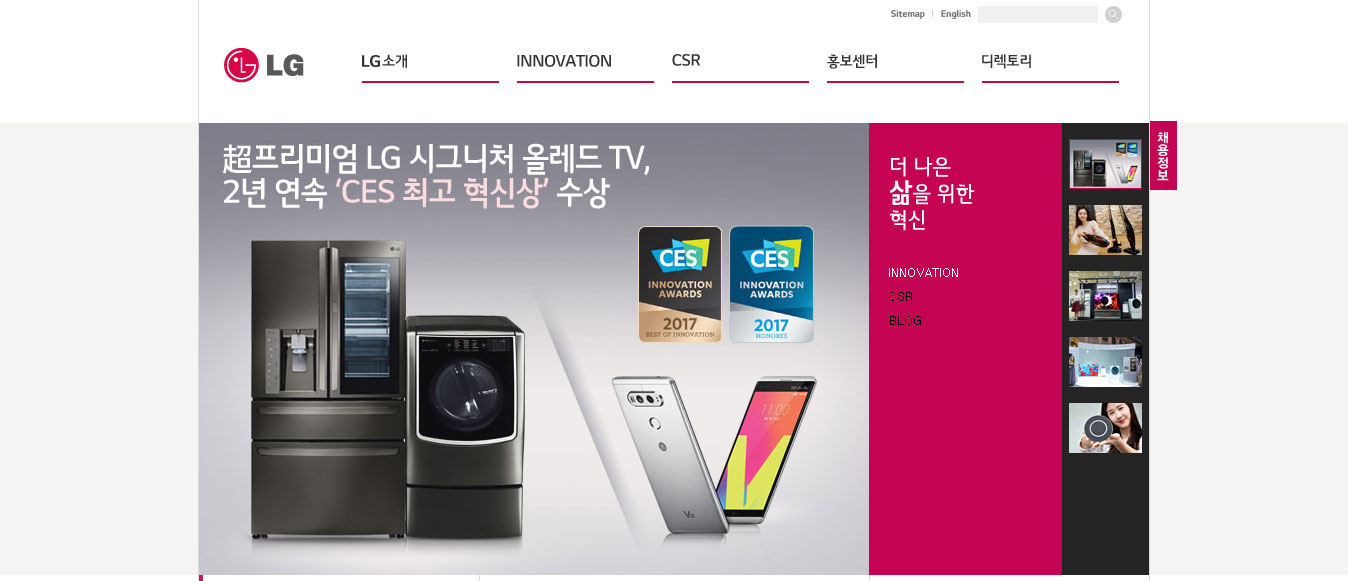 Sitemap
English
LG
LG소개
INNOVATION
CSR
홍보센터
디렉토리
채용정보
超프리미엄 LG 시그니처 올레드 TV,
2년 연속 ‘CES 최고 혁신상’ 수상
CES
INNOVATION
AWARDS
2017
BEST OF INNOVATION
CES
INNOVATION
AWARDS
2017
HONOREE
11:00
V20
더 나은
삶을 위한
혁신
INNOVATION
CSR
BLOG